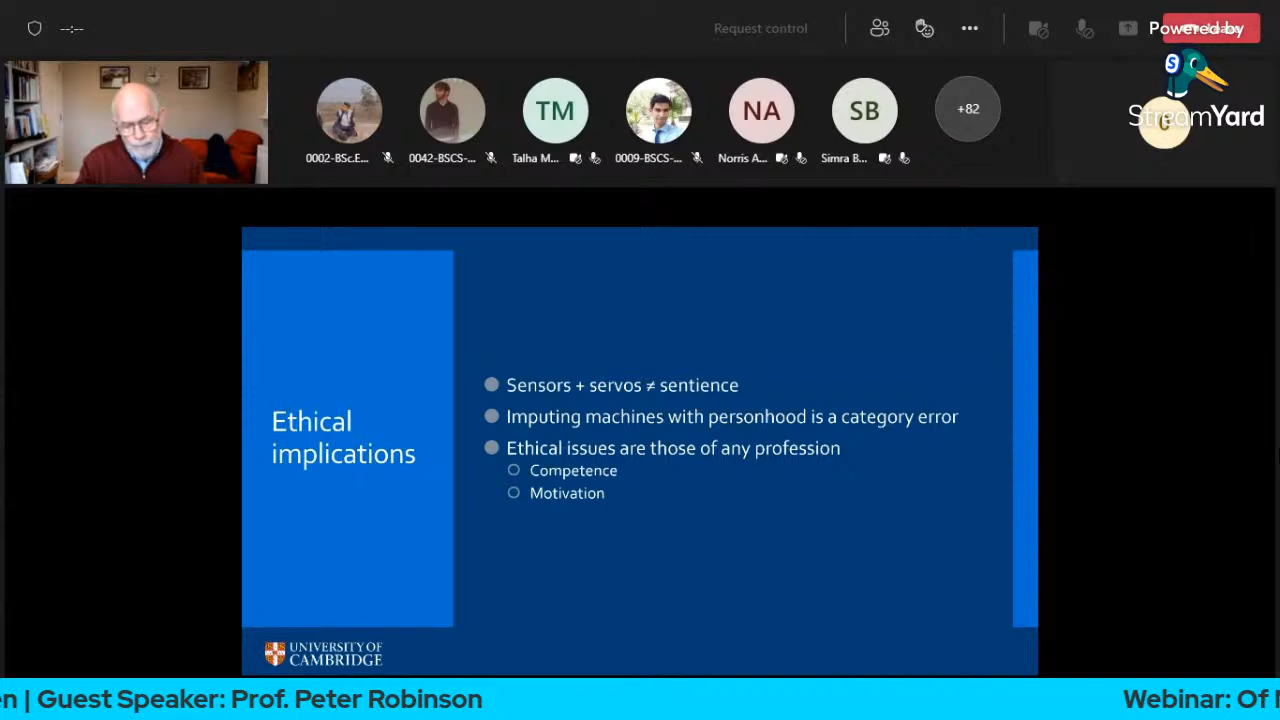 --:--
Request control
Powered by
StreamYard
TM
NA
SB
+82
0002-BSc.E...
0042-BSCS-...
Talha M...
0009-BSCS-...
Norris A...
Simra B...
Ethical
implications
Sensors + servos ≠ sentience
Imputing machines with personhood is a category error
Ethical issues are those of any profession
Competence
Motivation
UNIVERSITY OF
CAMBRIDGE
en | Guest Speaker: Prof. Peter Robinson
Webinar: Of